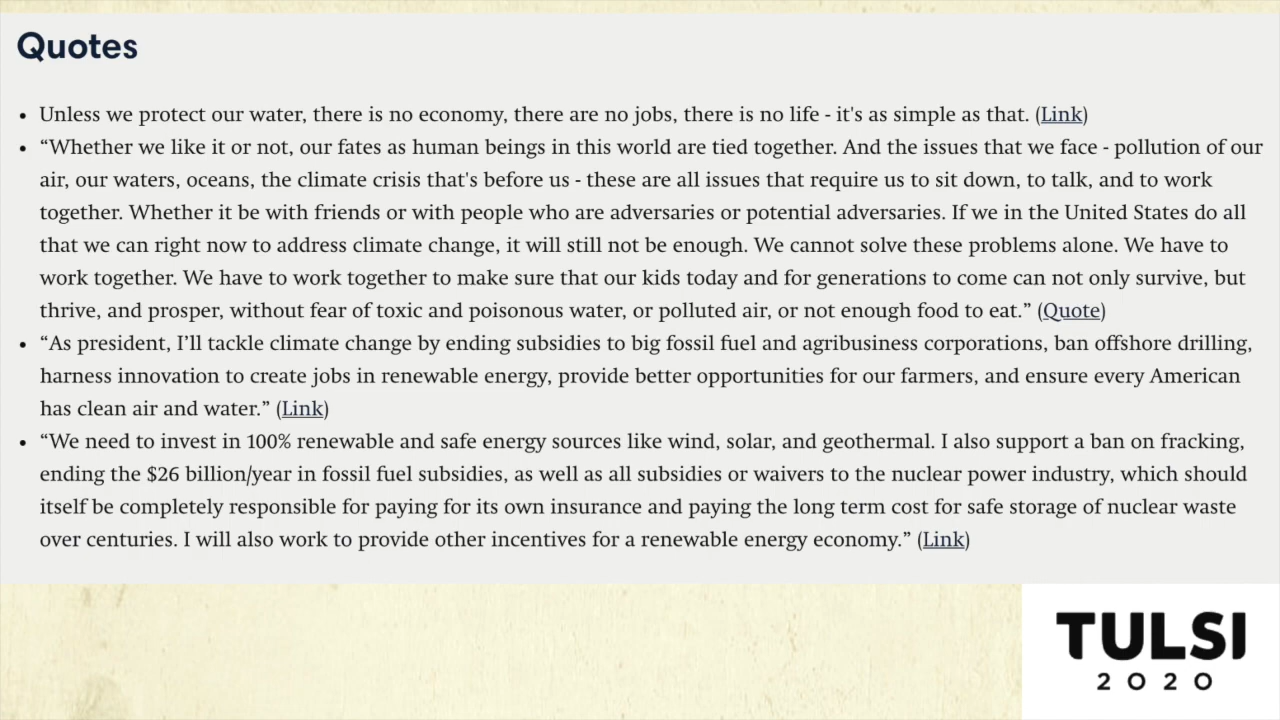 Quotes
• Unless we protect our water, there is no economy, there are no jobs, there is no life - it's as simple as that. (Link)
• “Whether we like it or not, our fates as human beings in this world are tied together. And the issues that we face - pollution of our
air, our waters, oceans, the climate crisis that's before us - these are all issues that require us to sit down, to talk, and to work
together. Whether it be with friends or with people who are adversaries or potential adversaries. If we in the United States do all
that we can right now to address climate change, it will still not be enough. We cannot solve these problems alone. We have to
work together. We have to work together to make sure that our kids today and for generations to come can not only survive, but
thrive, and prosper, without fear of toxic and poisonous water, or polluted air, or not enough food to eat.” (Quote)
• “As president, I’ll tackle climate change by ending subsidies to big fossil fuel and agribusiness corporations, ban offshore drilling,
harness innovation to create jobs in renewable energy, provide better opportunities for our farmers, and ensure every American
has clean air and water.” (Link)
• “We need to invest in 100% renewable and safe energy sources like wind, solar, and geothermal. I also support a ban on fracking,
ending the $26 billion/year in fossil fuel subsidies, as well as all subsidies or waivers to the nuclear power industry, which should
itself be completely responsible for paying for its own insurance and paying the long term cost for safe storage of nuclear waste
over centuries. I will also work to provide other incentives for a renewable energy economy.” (Link)
TULSI
2020